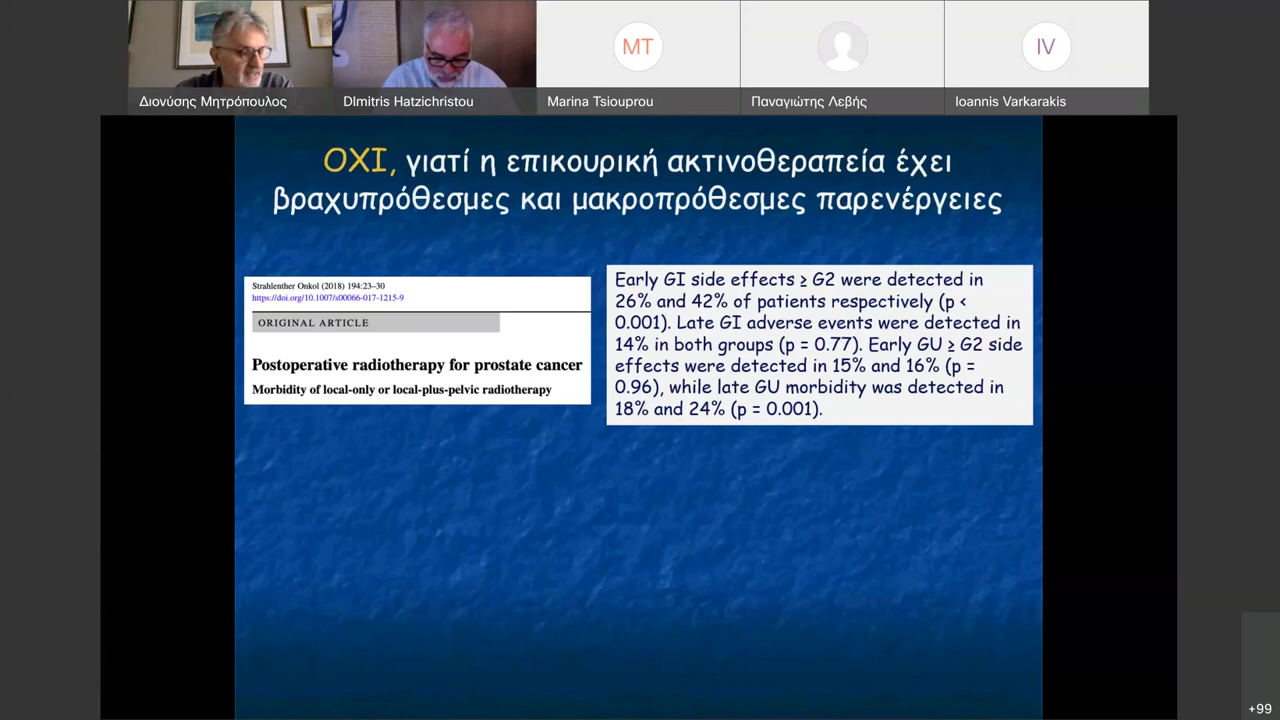 MT
IV
Διονύσης Μητρόπουλος
DImitris Hatzichristou
Marina Tsiouprou
Παναγιώτης Λεβής
Ioannis Varkarakis
ΟΧΙ, γιατί η επικουρική ακτινοθεραπεία έχει
βραχυπρόθεσμες και μακροπρόθεσμες παρενέργειες
Strahlenther Onkol (2018) 194:23–30
https://doi.org/10.1007/s00066-017-1215-9
ORIGINAL ARTICLE
Postoperative radiotherapy for prostate cancer
Morbidity of local-only or local-plus-pelvic radiotherapy
Early GI side effects ≥ G2 were detected in
26% and 42% of patients respectively (p <
0.001). Late GI adverse events were detected in
14% in both groups (p = 0.77). Early GU ≥ G2 side
effects were detected in 15% and 16% (p =
0.96), while late GU morbidity was detected in
18% and 24% (p = 0.001).
+99